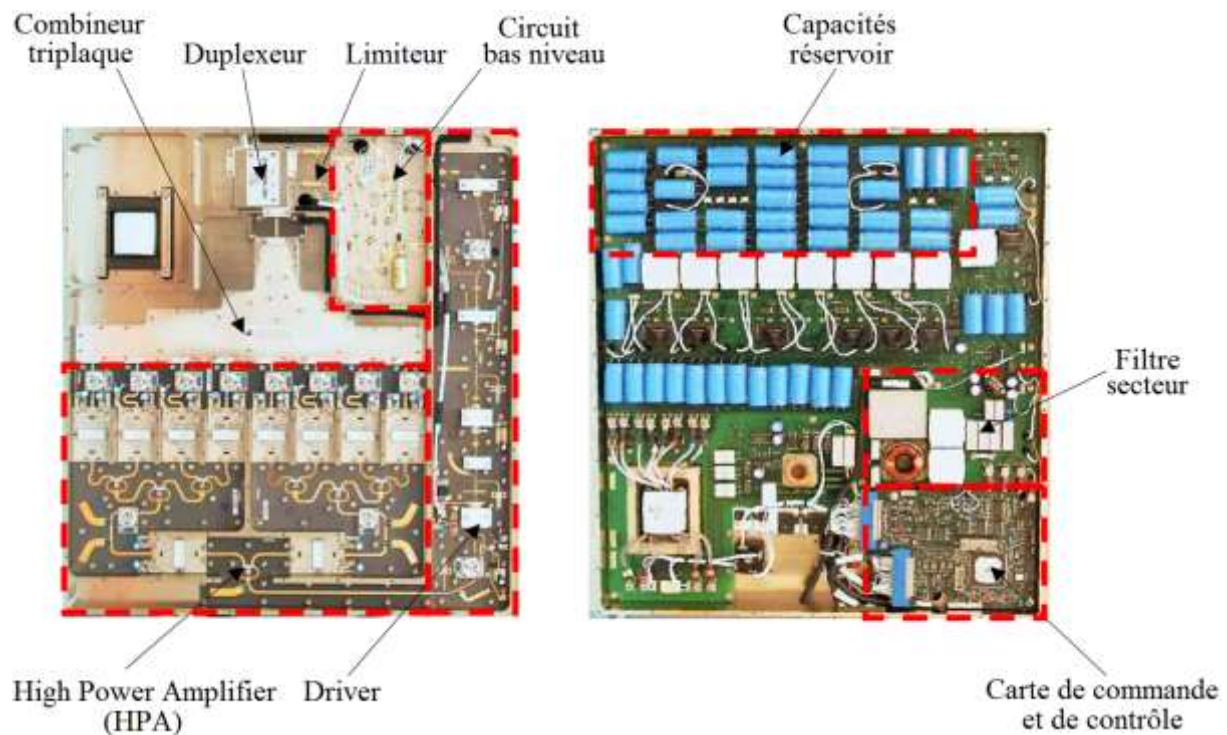 Combineur
triplaque
Duplexeur
Limiteur
Circuit
bas niveau
Capacités
réservoir
Filtre
secteur
High Power Amplifier
(HPA)
Driver
Carte de commande
et de contrôle